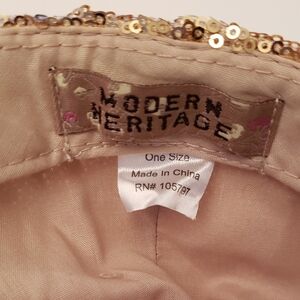 MODERN
HERITAGE
One Size
Made In China
RN# 105797